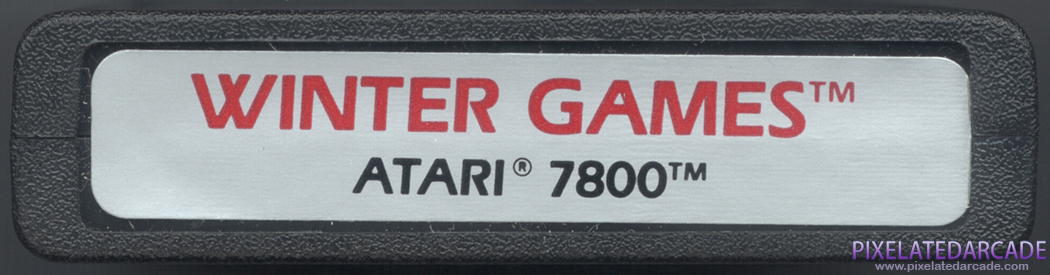 WINTER GAMES™
ATARI® 7800™
PIXELATEDARCADE
www.pixelatedarcade.com